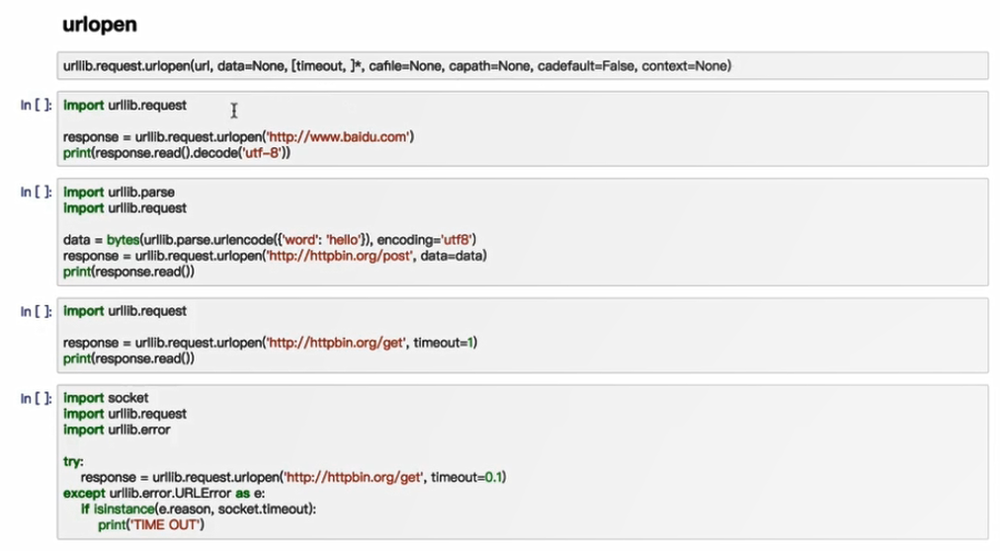 urlopen
urllib.request.urlopen(url, data=None, [timeout, ]*, cafile=None, capath=None, cadefault=False, context=None)
In [ ]:
import urllib.request
response = urllib.request.urlopen('http://www.baidu.com')
print(response.read().decode('utf-8'))
In [ ]:
import urllib.parse
import urllib.request
data = bytes(urllib.parse.urlencode({'word': 'hello'}), encoding='utf8')
response = urllib.request.urlopen('http://httpbin.org/post', data=data)
print(response.read())
In [ ]:
import urllib.request
response = urllib.request.urlopen('http://httpbin.org/get', timeout=1)
print(response.read())
In [ ]:
import socket
import urllib.request
import urllib.error
try:
    response = urllib.request.urlopen('http://httpbin.org/get', timeout=0.1)
except urllib.error.URLError as e:
    if isinstance(e.reason, socket.timeout):
        print('TIME OUT')